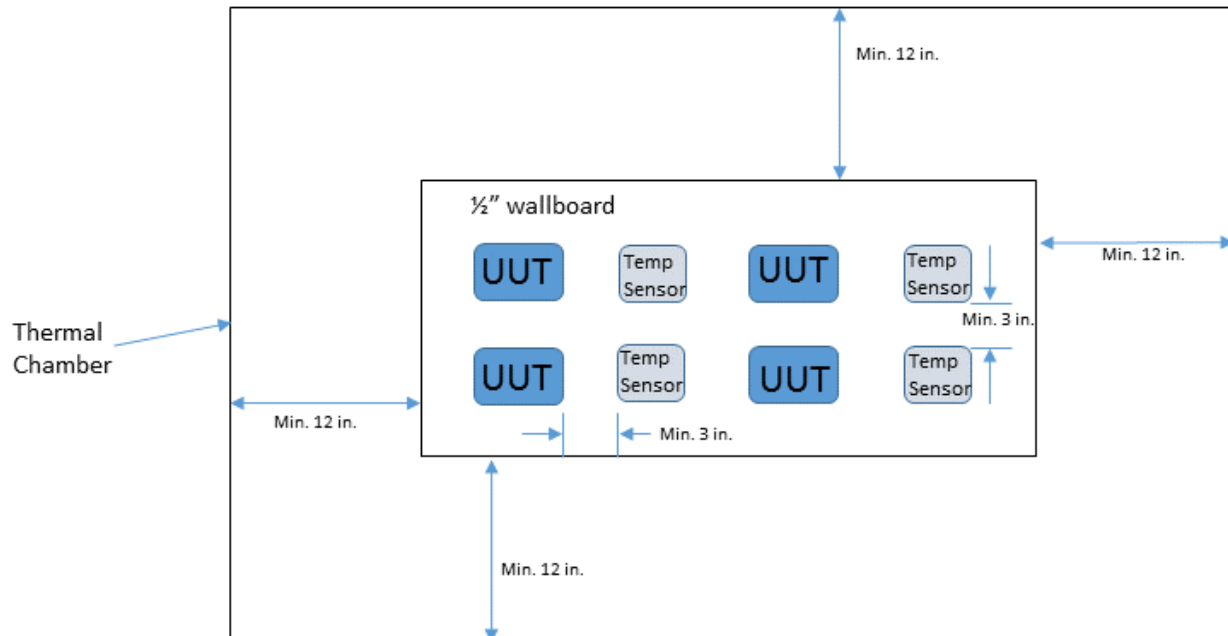 Min. 12 in.
½” wallboard
UUT
Temp
Sensor
UUT
Temp
Sensor
Min. 12 in.
Min. 3 in.
Thermal
Chamber
UUT
Temp
Sensor
UUT
Temp
Sensor
Min. 12 in.
Min. 3 in.
Min. 12 in.